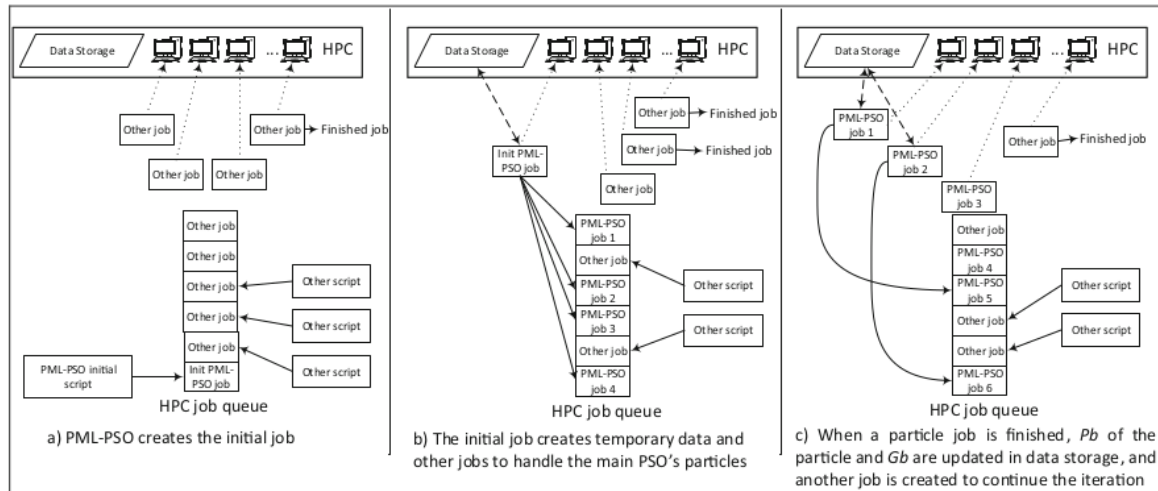 Data Storage
...
HPC
Other job
Other job
Finished job
Other job
Other job
Other job
Other job
Other job
Other job
Other job
Init PML-
PSO job
Other script
Other script
Other script
PML-PSO initial
script
HPC job queue
a) PML-PSO creates the initial job
Data Storage
...
HPC
Other job
Finished job
Other job
Finished job
Init PML-
PSO job
Other job
PML-PSO
job 1
Other job
PML-PSO
job 2
PML-PSO
job 3
Other job
PML-PSO
job 4
Other script
Other script
HPC job queue
b) The initial job creates temporary data and
other jobs to handle the main PSO's particles
Data Storage
...
HPC
PML-PSO
job 1
Other job
Finished job
PML-PSO
job 2
PML-PSO
job 3
Other job
PML-PSO
job 4
PML-PSO
job 5
Other job
Other job
PML-PSO
job 6
Other script
Other script
HPC job queue
c) When a particle job is finished, Pb of the
particle and Gb are updated in data storage, and
another job is created to continue the iteration